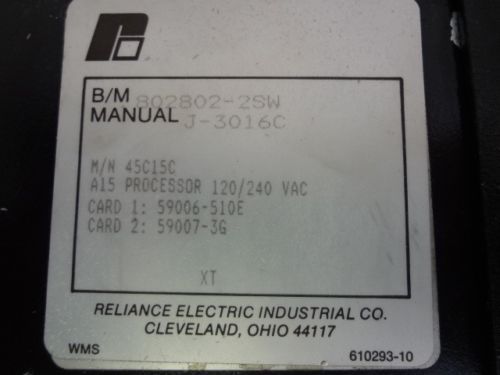 B/M 802802-2SW
MANUAL J-3016C
M/N 45C15C
A15 PROCESSOR 120/240 VAC
CARD 1: 59006-510E
CARD 2: 59007-3G
XT
RELIANCE ELECTRIC INDUSTRIAL CO.
CLEVELAND, OHIO 44117
WMS 610293-10